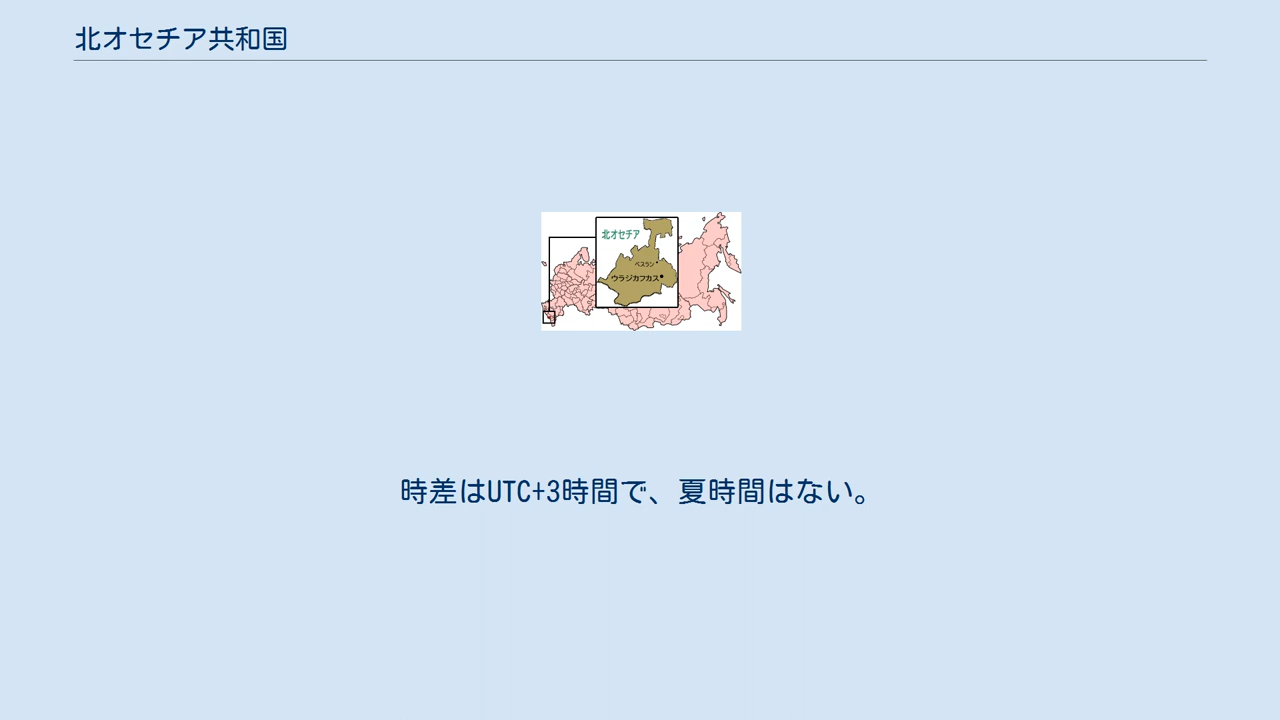 北オセチア共和国
北オセチア
ベスラン
ウラジカフカス
時差はUTC+3時間で、夏時間はない。